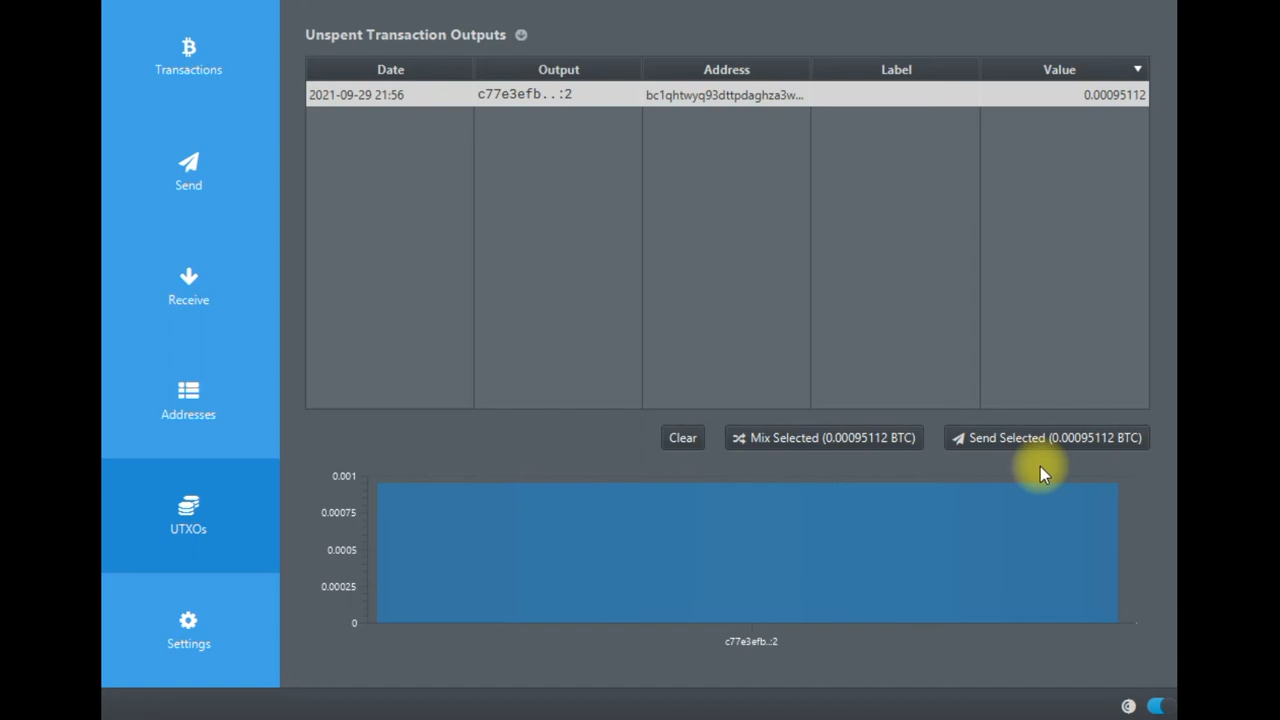 Transactions
Send
Receive
Addresses
UTXOs
Settings
Unspent Transaction Outputs
Date Output Address Label Value
2021-09-29 21:56 c77e3efb..:2 bc1qhtwyq93dttpdaghza3w... 0.00095112
Clear Mix Selected (0.00095112 BTC) Send Selected (0.00095112 BTC)
0.001
0.00075
0.0005
0.00025
0
c77e3efb..:2